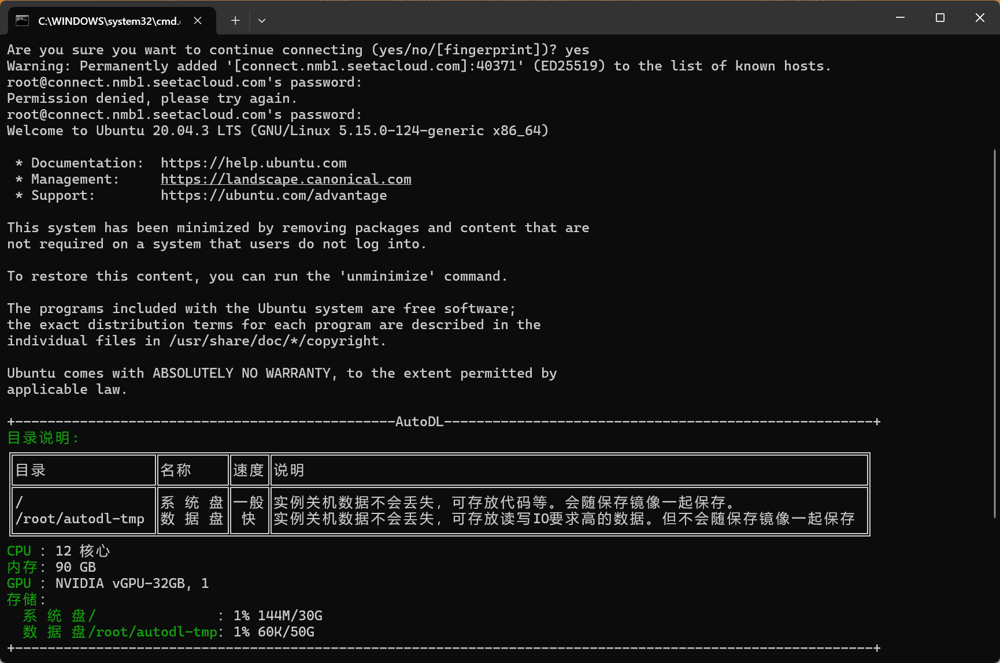 C:\WINDOWS\system32\cmd.
Are you sure you want to continue connecting (yes/no/[fingerprint])? yes
Warning: Permanently added '[connect.nmb1.seetacloud.com]:40371' (ED25519) to the list of known hosts.
root@connect.nmb1.seetacloud.com's password:
Permission denied, please try again.
root@connect.nmb1.seetacloud.com's password:
Welcome to Ubuntu 20.04.3 LTS (GNU/Linux 5.15.0-124-generic x86_64)
 * Documentation:  https://help.ubuntu.com
 * Management:     https://landscape.canonical.com
 * Support:        https://ubuntu.com/advantage
This system has been minimized by removing packages and content that are
not required on a system that users do not log into.
To restore this content, you can run the 'unminimize' command.
The programs included with the Ubuntu system are free software;
the exact distribution terms for each program are described in the
individual files in /usr/share/doc/*/copyright.
Ubuntu comes with ABSOLUTELY NO WARRANTY, to the extent permitted by
applicable law.
+-----------------------------------------------AutoDL-----------------------------------------------------+
目录说明:
目录 名称 速度 说明
/ 系 统 盘 一般 实例关机数据不会丢失，可存放代码等。会随保存镜像一起保存。
/root/autodl-tmp 数 据 盘 快 实例关机数据不会丢失，可存放读写IO要求高的数据。但不会随保存镜像一起保存
CPU : 12 核心
内存: 90 GB
GPU : NVIDIA vGPU-32GB, 1
存储:
  系 统 盘/               : 1% 144M/30G
  数 据 盘/root/autodl-tmp: 1% 60K/50G
+----------------------------------------------------------------------------------------------------------+